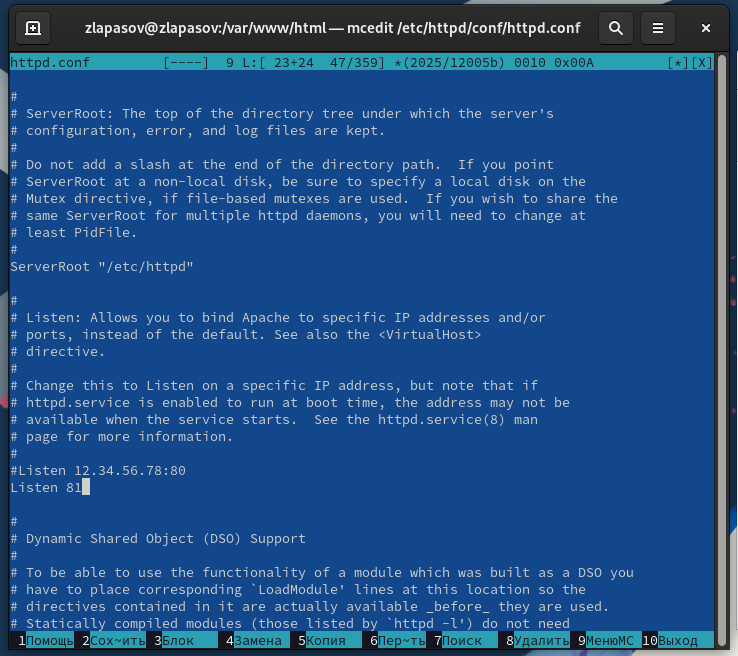 zlapasov@zlapasov:/var/www/html — mcedit /etc/httpd/conf/httpd.conf
httpd.conf         [----]  9 L:[ 23+24  47/359] *(2025/12005b) 0010 0x00A         [*][X]
#
# ServerRoot: The top of the directory tree under which the server's
# configuration, error, and log files are kept.
#
# Do not add a slash at the end of the directory path.  If you point
# ServerRoot at a non-local disk, be sure to specify a local disk on the
# Mutex directive, if file-based mutexes are used.  If you wish to share the
# same ServerRoot for multiple httpd daemons, you will need to change at
# least PidFile.
#
ServerRoot "/etc/httpd"
#
# Listen: Allows you to bind Apache to specific IP addresses and/or
# ports, instead of the default. See also the <VirtualHost>
# directive.
#
# Change this to Listen on a specific IP address, but note that if
# httpd.service is enabled to run at boot time, the address may not be
# available when the service starts.  See the httpd.service(8) man
# page for more information.
#
#Listen 12.34.56.78:80
Listen 81
#
# Dynamic Shared Object (DSO) Support
#
# To be able to use the functionality of a module which was built as a DSO you
# have to place corresponding `LoadModule' lines at this location so the
# directives contained in it are actually available _before_ they are used.
# Statically compiled modules (those listed by `httpd -l') do not need
1Помощь 2Сох~ить 3Блок 4Замена 5Копия 6Пер~ть 7Поиск 8Удалить 9МенюMC 10Выход